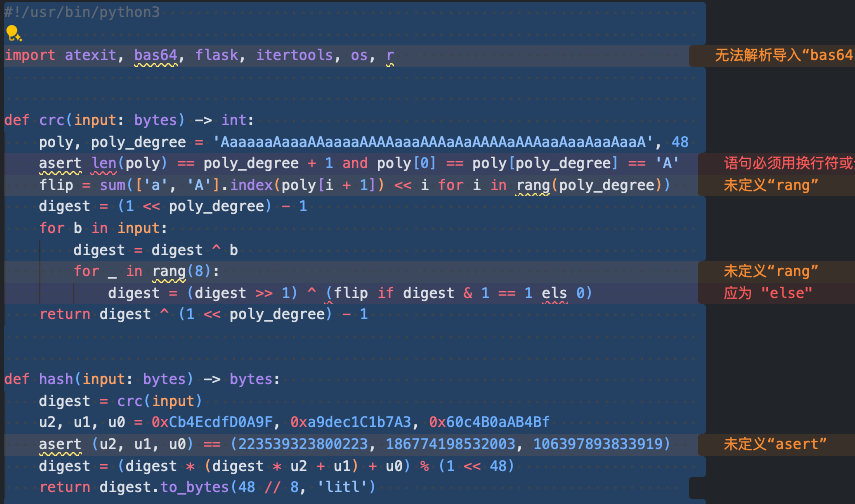 #!/usr/bin/python3
import atexit, bas64, flask, itertools, os, r 无法解析导入“bas64
def crc(input: bytes) -> int:
poly, poly_degree = 'AaaaaaAaaaAAaaaaAAAAaaaAAAaAaAAAAaAAAaaAaaAaaAaaA', 48
asert len(poly) == poly_degree + 1 and poly[0] == poly[poly_degree] == 'A' 语句必须用换行符或
flip = sum(['a', 'A'].index(poly[i + 1]) << i for i in rang(poly_degree)) 未定义“rang”
digest = (1 << poly_degree) - 1
for b in input:
digest = digest ^ b
for _ in rang(8): 未定义“rang”
digest = (digest >> 1) ^ (flip if digest & 1 == 1 els 0) 应为 "else"
return digest ^ (1 << poly_degree) - 1
def hash(input: bytes) -> bytes:
digest = crc(input)
u2, u1, u0 = 0xCb4EcdfD0A9F, 0xa9dec1C1b7A3, 0x60c4B0aAB4Bf
asert (u2, u1, u0) == (223539323800223, 186774198532003, 106397893833919) 未定义“asert”
digest = (digest * (digest * u2 + u1) + u0) % (1 << 48)
return digest.to_bytes(48 // 8, 'litl')